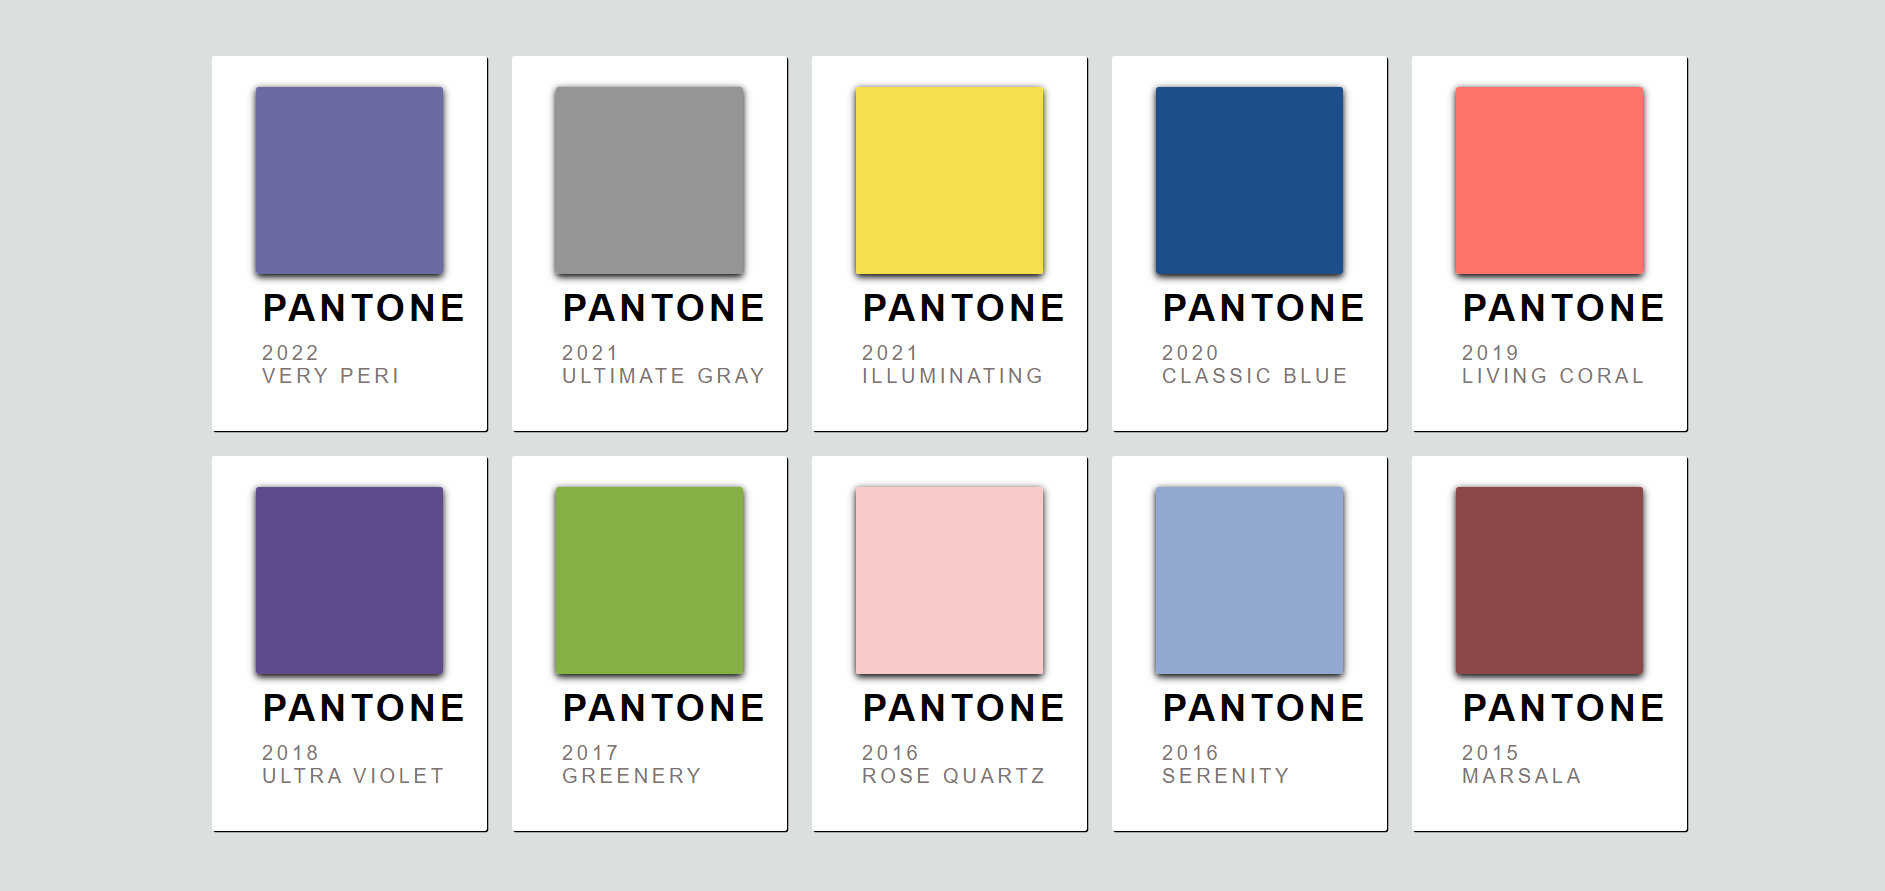 PANTONE
2022
VERY PERI
PANTONE
2021
ULTIMATE GRAY
PANTONE
2021
ILLUMINATING
PANTONE
2020
CLASSIC BLUE
PANTONE
2019
LIVING CORAL
PANTONE
2018
ULTRA VIOLET
PANTONE
2017
GREENERY
PANTONE
2016
ROSE QUARTZ
PANTONE
2016
SERENITY
PANTONE
2015
MARSALA